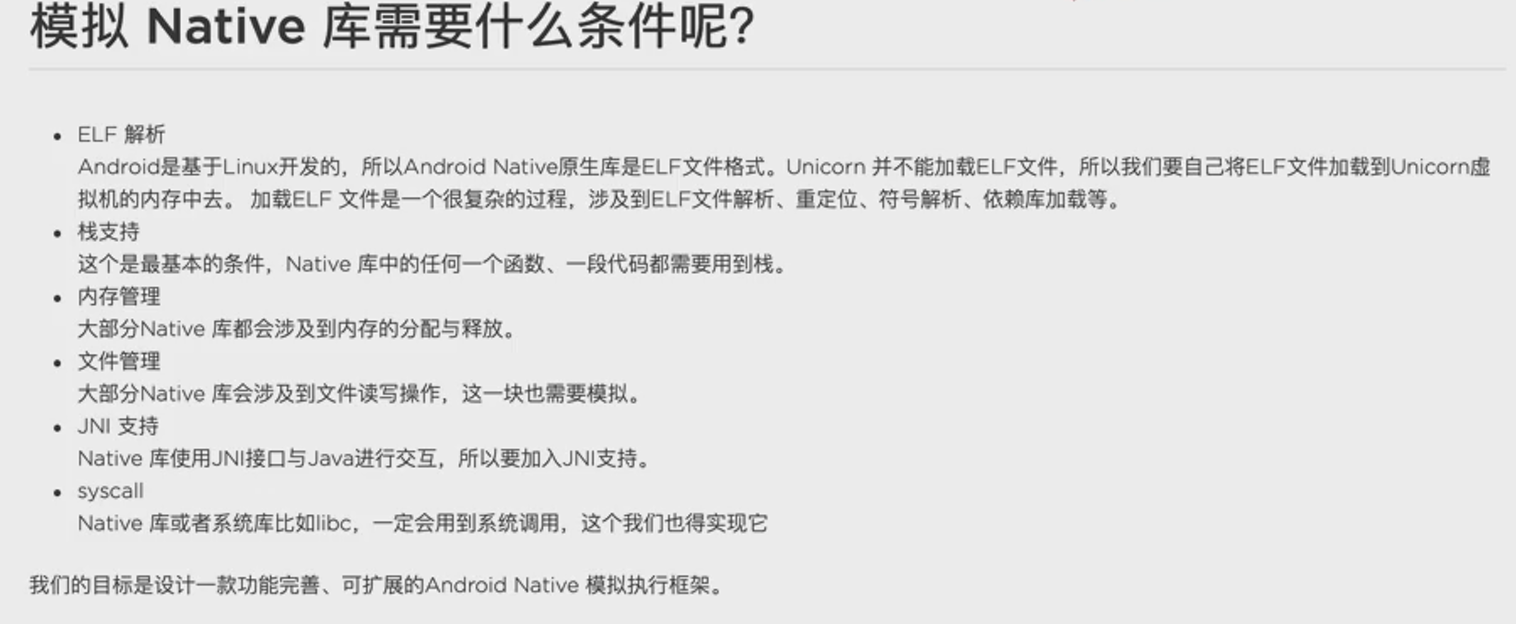 模拟 Native 库需要什么条件呢？
ELF 解析
Android是基于Linux开发的，所以Android Native原生库是ELF文件格式。Unicorn 并不能加载ELF文件，所以我们要自己将ELF文件加载到Unicorn虚
拟机的内存中去。 加载ELF 文件是一个很复杂的过程，涉及到ELF文件解析、重定位、符号解析、依赖库加载等。
栈支持
这个是最基本的条件，Native 库中的任何一个函数、一段代码都需要用到栈。
内存管理
大部分Native 库都会涉及到内存的分配与释放。
文件管理
大部分Native 库会涉及到文件读写操作，这一块也需要模拟。
JNI 支持
Native 库使用JNI接口与Java进行交互，所以要加入JNI支持。
syscall
Native 库或者系统库比如libc，一定会用到系统调用，这个我们也得实现它
我们的目标是设计一款功能完善、可扩展的Android Native 模拟执行框架。